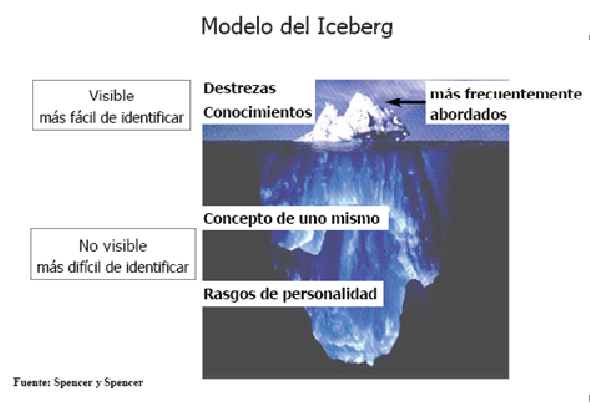 Modelo del Iceberg
Visible
más fácil de identificar
Destrezas
Conocimientos
más frecuentemente
abordados
Concepto de uno mismo
No visible
más difícil de identificar
Rasgos de personalidad
Fuente: Spencer y Spencer